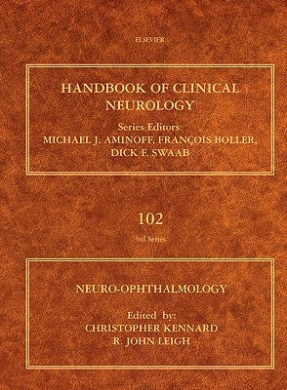 ELSEVIER
HANDBOOK OF CLINICAL
NEUROLOGY
Series Editors:
MICHAEL J. AMINOFF, FRANÇOIS BOLLER,
DICK F. SWAAB
102
3rd Series
NEURO-OPHTHALMOLOGY
Edited by:
CHRISTOPHER KENNARD
R. JOHN LEIGH